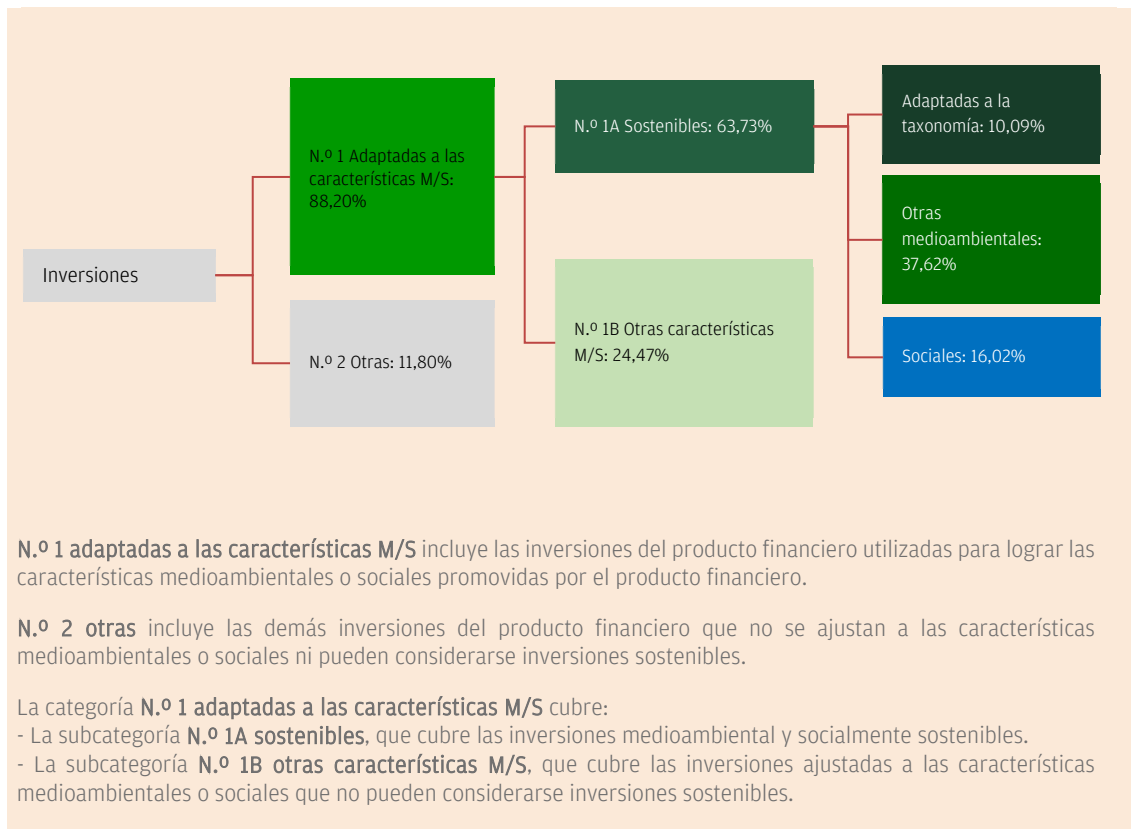 Inversiones
N.º 1 Adaptadas a las
características M/S:
88,20%
N.º 2 Otras: 11,80%
N.º 1A Sostenibles: 63,73%
N.º 1B Otras características
M/S: 24,47%
Adaptadas a la
taxonomía: 10,09%
Otras
medioambientales:
37,62%
Sociales: 16,02%
N.º 1 adaptadas a las características M/S incluye las inversiones del producto financiero utilizadas para lograr las
características medioambientales o sociales promovidas por el producto financiero.
N.º 2 otras incluye las demás inversiones del producto financiero que no se ajustan a las características
medioambientales o sociales ni pueden considerarse inversiones sostenibles.
La categoría N.º 1 adaptadas a las características M/S cubre:
- La subcategoría N.º 1A sostenibles, que cubre las inversiones medioambiental y socialmente sostenibles.
- La subcategoría N.º 1B otras características M/S, que cubre las inversiones ajustadas a las características
medioambientales o sociales que no pueden considerarse inversiones sostenibles.